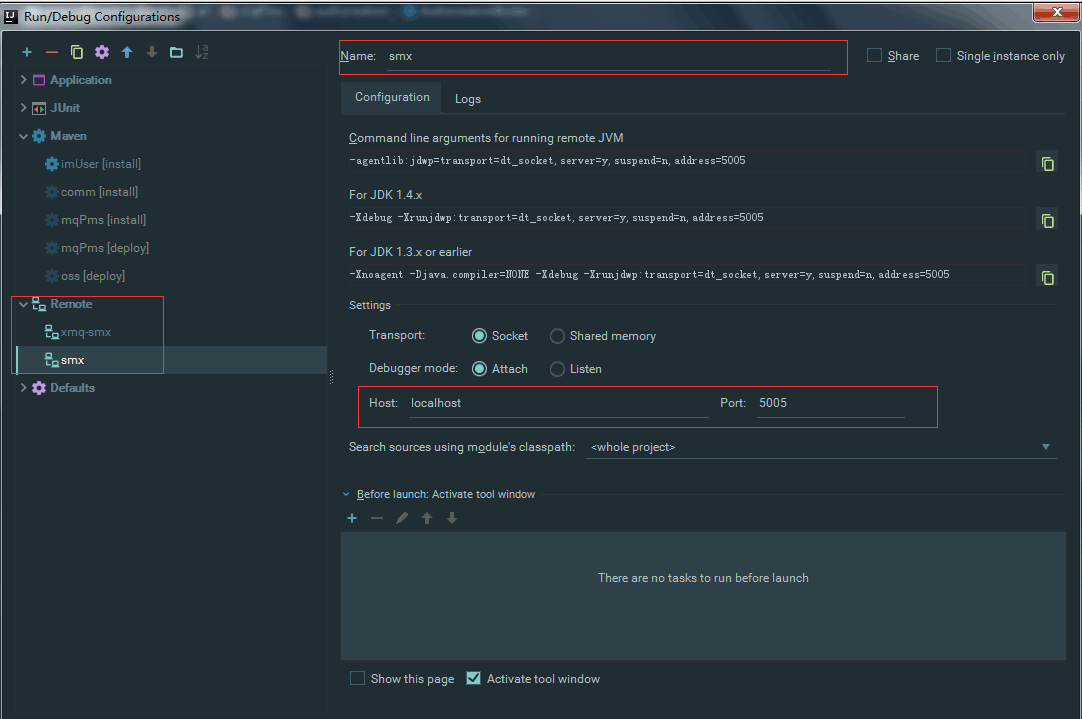 Run/Debug Configurations
Application
JUnit
Maven
imUser [install]
comm [install]
mqPms [install]
mqPms [deploy]
oss [deploy]
Remote
xmq-smx
smx
Defaults
Name: smx
Share
Single instance only
Configuration
Logs
Command line arguments for running remote JVM
-agentlib:jdwp=transport=dt_socket,server=y,suspend=n,address=5005
For JDK 1.4.x
-Xdebug -Xrunjdwp:transport=dt_socket,server=y,suspend=n,address=5005
For JDK 1.3.x or earlier
-Xnoagent -Djava.compiler=NONE -Xdebug -Xrunjdwp:transport=dt_socket,server=y,suspend=n,address=5005
Settings
Transport: Socket Shared memory
Debugger mode: Attach Listen
Host: localhost Port: 5005
Search sources using module's classpath: <whole project>
Before launch: Activate tool window
There are no tasks to run before launch
Show this page Activate tool window